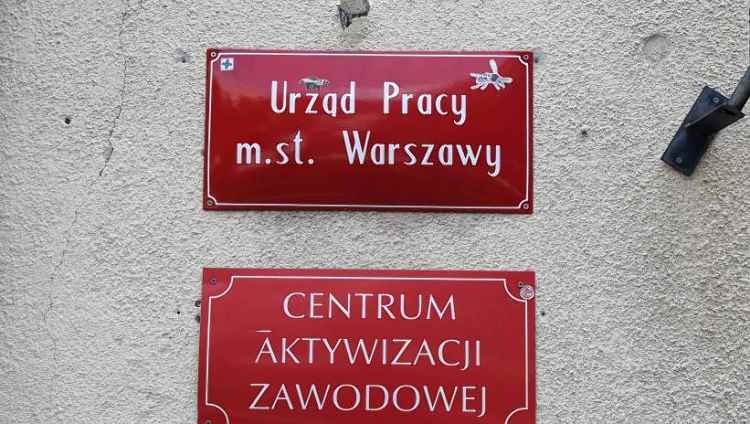 Urząd Pracy
m.st. Warszawy
CENTRUM
AKTYWIZACJI
ZAWODOWEJ